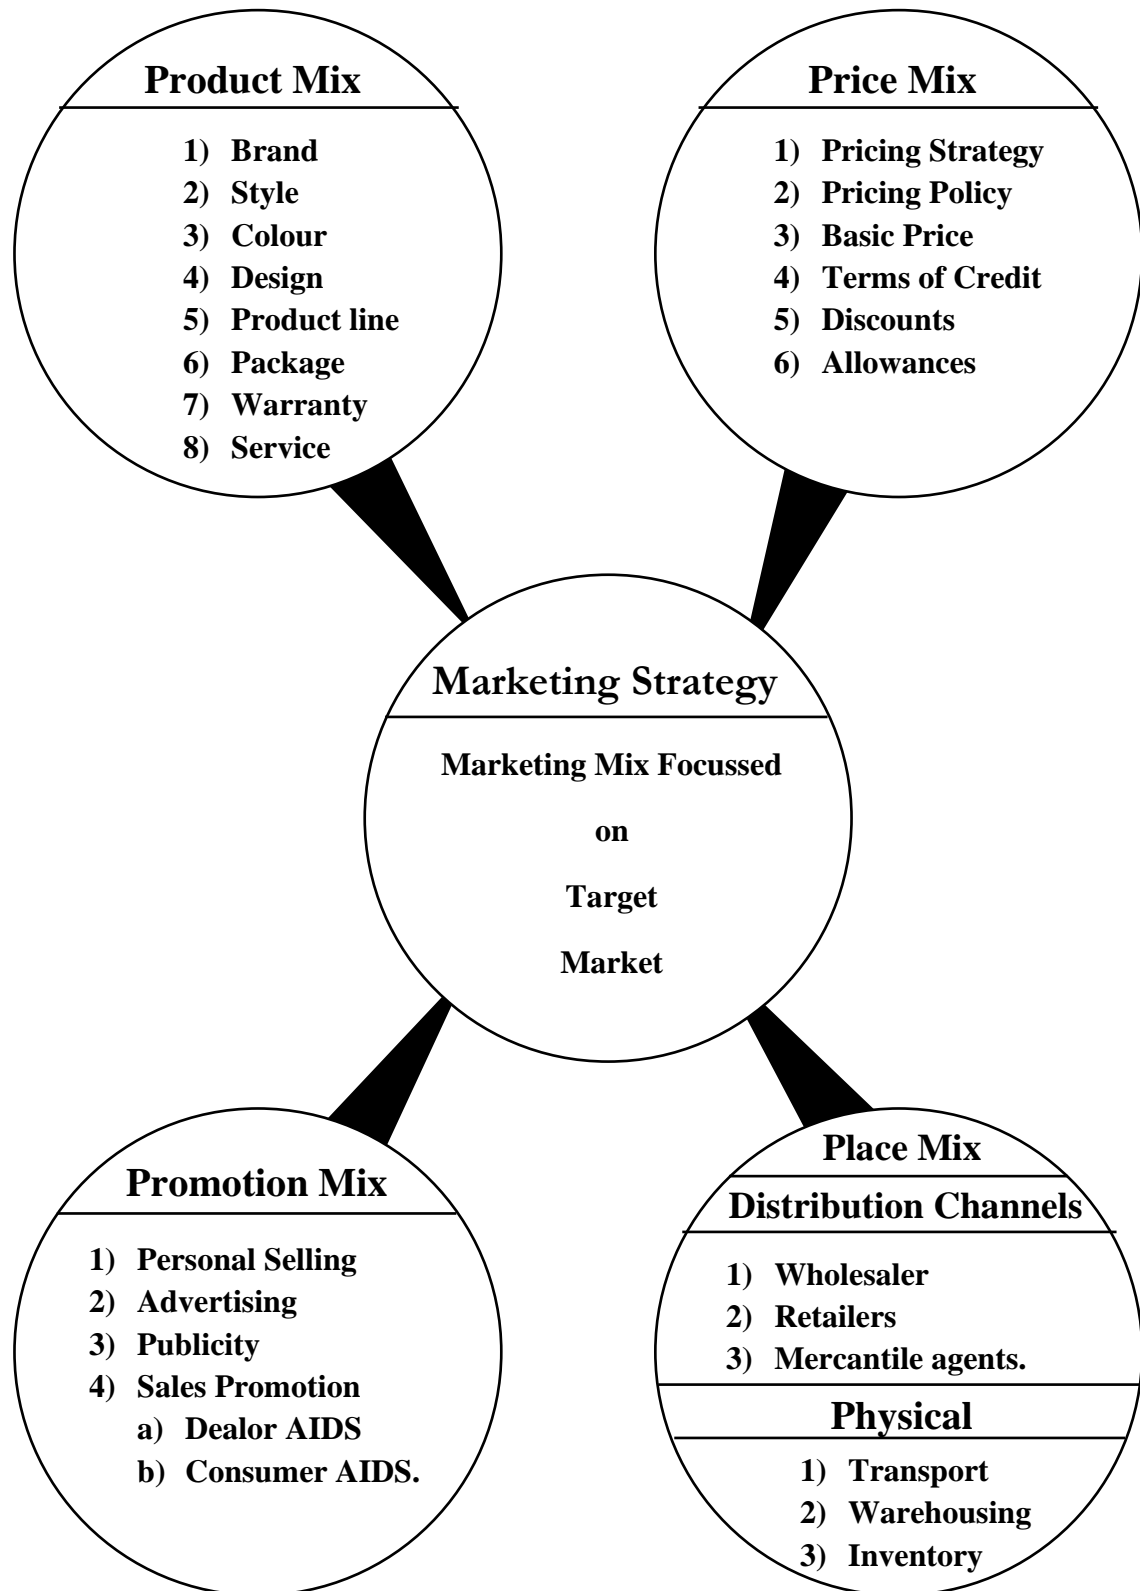 Product Mix
1) Brand
2) Style
3) Colour
4) Design
5) Product line
6) Package
7) Warranty
8) Service
Price Mix
1) Pricing Strategy
2) Pricing Policy
3) Basic Price
4) Terms of Credit
5) Discounts
6) Allowances
Marketing Strategy
Marketing Mix Focussed
on
Target
Market
Promotion Mix
1) Personal Selling
2) Advertising
3) Publicity
4) Sales Promotion
a) Dealor AIDS
b) Consumer AIDS.
Place Mix
Distribution Channels
1) Wholesaler
2) Retailers
3) Mercantile agents.
Physical
1) Transport
2) Warehousing
3) Inventory